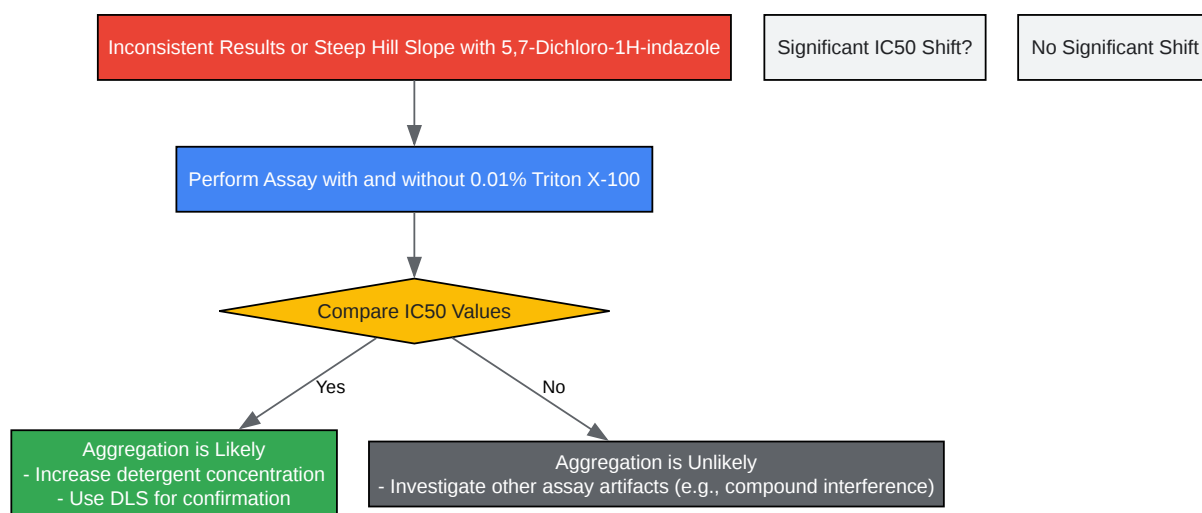 Inconsistent Results or Steep Hill Slope with 5,7-Dichloro-1H-indazole
Significant IC50 Shift?
No Significant Shift
Perform Assay with and without 0.01% Triton X-100
Compare IC50 Values
Yes
No
Aggregation is Likely
- Increase detergent concentration
- Use DLS for confirmation
Aggregation is Unlikely
- Investigate other assay artifacts (e.g., compound interference)